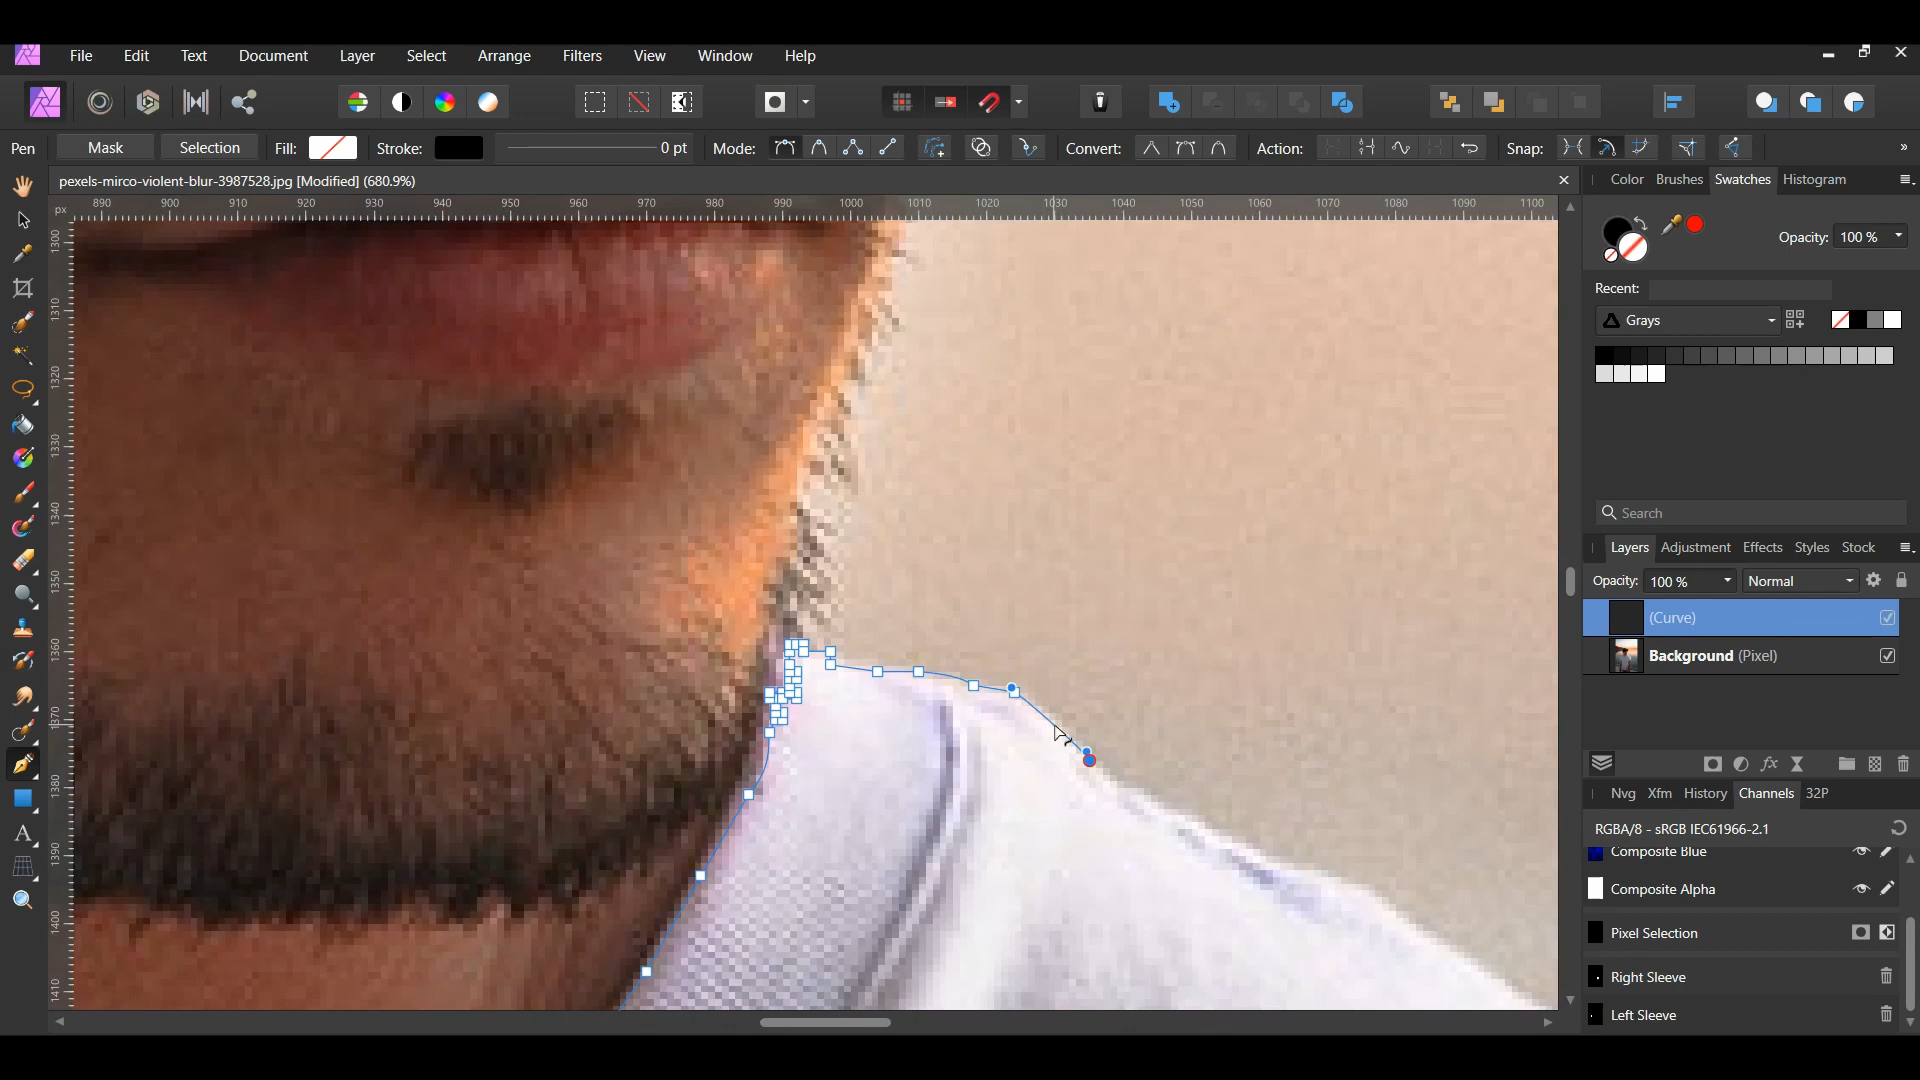 File Edit Text Document Layer Select Arrange Filters View Window Help
Pen Mask Selection Fill: Stroke: 0 pt Mode: Convert: Action: Snap: »
pexels-mirco-violent-blur-3987528.jpg [Modified] (680.9%)
px 890 900 910 920 930 940 950 960 970 980 990 1000 1010 1020 1030 1040 1050 1060 1070 1080 1090 1100
1300
1310
1320
1330
1340
1350
1360
1370
1380
1390
1400
1410
Color Brushes Swatches Histogram
Opacity: 100 %
Recent:
Grays
Search
Layers Adjustment Effects Styles Stock
Opacity: 100 % Normal
(Curve)
Background (Pixel)
Nvg Xfm History Channels 32P
RGBA/8 - sRGB IEC61966-2.1
Composite Blue
Composite Alpha
Pixel Selection
Right Sleeve
Left Sleeve